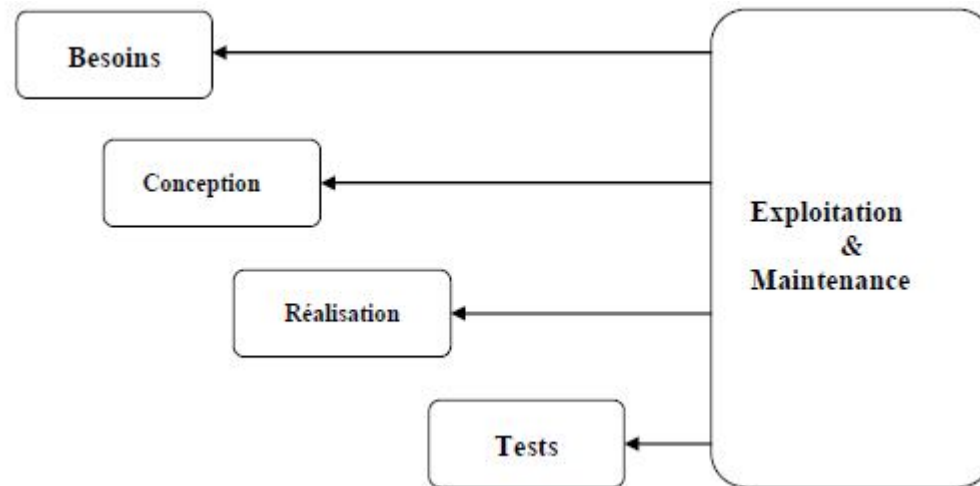 Besoins
Conception
Réalisation
Tests
Exploitation
&
Maintenance